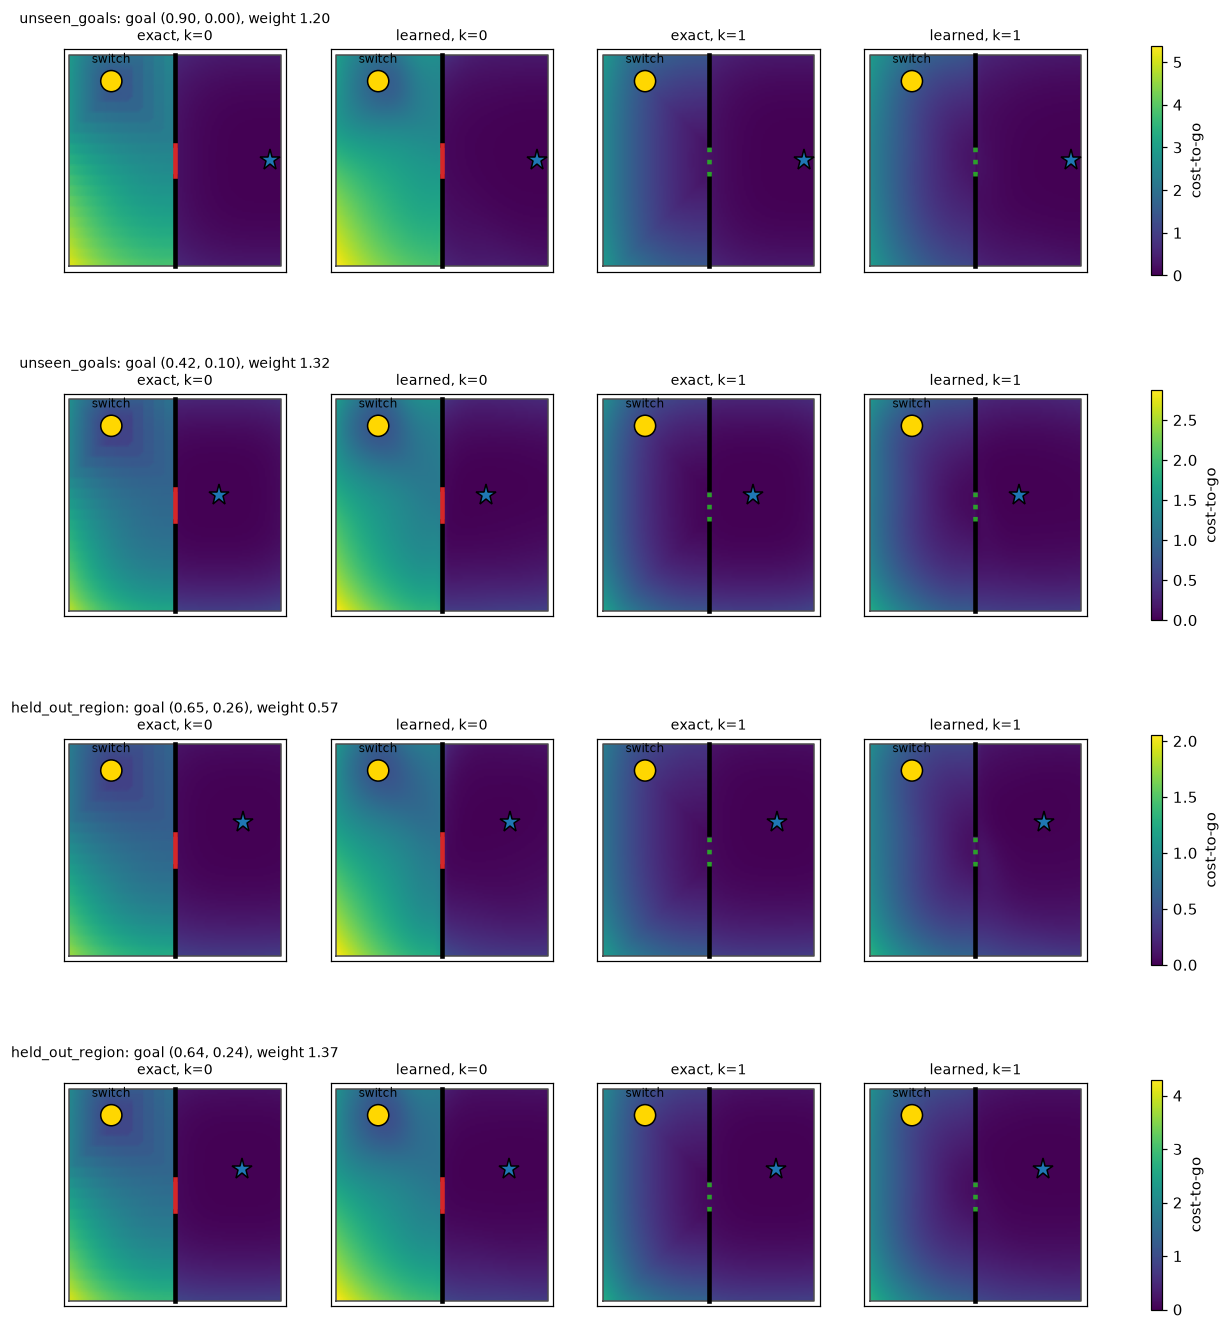 unseen_goals: goal (0.90, 0.00), weight 1.20
exact, k=0
learned, k=0
exact, k=1
learned, k=1
switch
switch
switch
switch
5
4
3
2
1
0
cost-to-go
unseen_goals: goal (0.42, 0.10), weight 1.32
exact, k=0
learned, k=0
exact, k=1
learned, k=1
switch
switch
switch
switch
2.5
2.0
1.5
1.0
0.5
0.0
cost-to-go
held_out_region: goal (0.65, 0.26), weight 0.57
exact, k=0
learned, k=0
exact, k=1
learned, k=1
switch
switch
switch
switch
2.0
1.5
1.0
0.5
0.0
cost-to-go
held_out_region: goal (0.64, 0.24), weight 1.37
exact, k=0
learned, k=0
exact, k=1
learned, k=1
switch
switch
switch
switch
4
3
2
1
0
cost-to-go